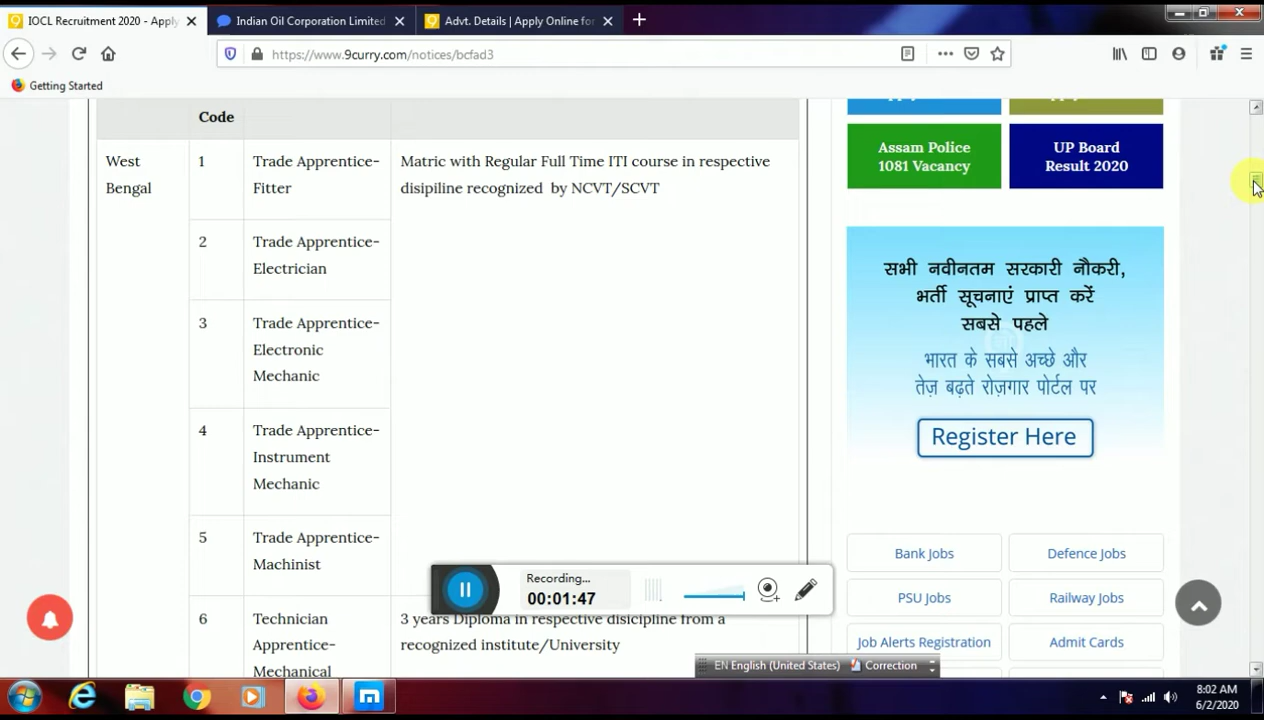 IOCL Recruitment 2020 - Apply
Indian Oil Corporation Limited
Advt. Details | Apply Online for
https://www.9curry.com/notices/bcfad3
Getting Started
Code
West
Bengal
1
Trade Apprentice-
Fitter
Matric with Regular Full Time ITI course in respective
disipiline recognized by NCVT/SCVT
2
Trade Apprentice-
Electrician
3
Trade Apprentice-
Electronic
Mechanic
4
Trade Apprentice-
Instrument
Mechanic
5
Trade Apprentice-
Machinist
6
Technician
Apprentice-
Mechanical
3 years Diploma in respective disicipline from a
recognized institute/University
Assam Police
1081 Vacancy
UP Board
Result 2020
सभी नवीनतम सरकारी नौकरी,
भर्ती सूचनाएं प्राप्त करें
सबसे पहले
भारत के सबसे अच्छे और
तेज़ बढ़ते रोज़गार पोर्टल पर
Register Here
Bank Jobs
Defence Jobs
PSU Jobs
Railway Jobs
Job Alerts Registration
Admit Cards
Recording...
00:01:47
EN English (United States)
Correction
8:02 AM
6/2/2020